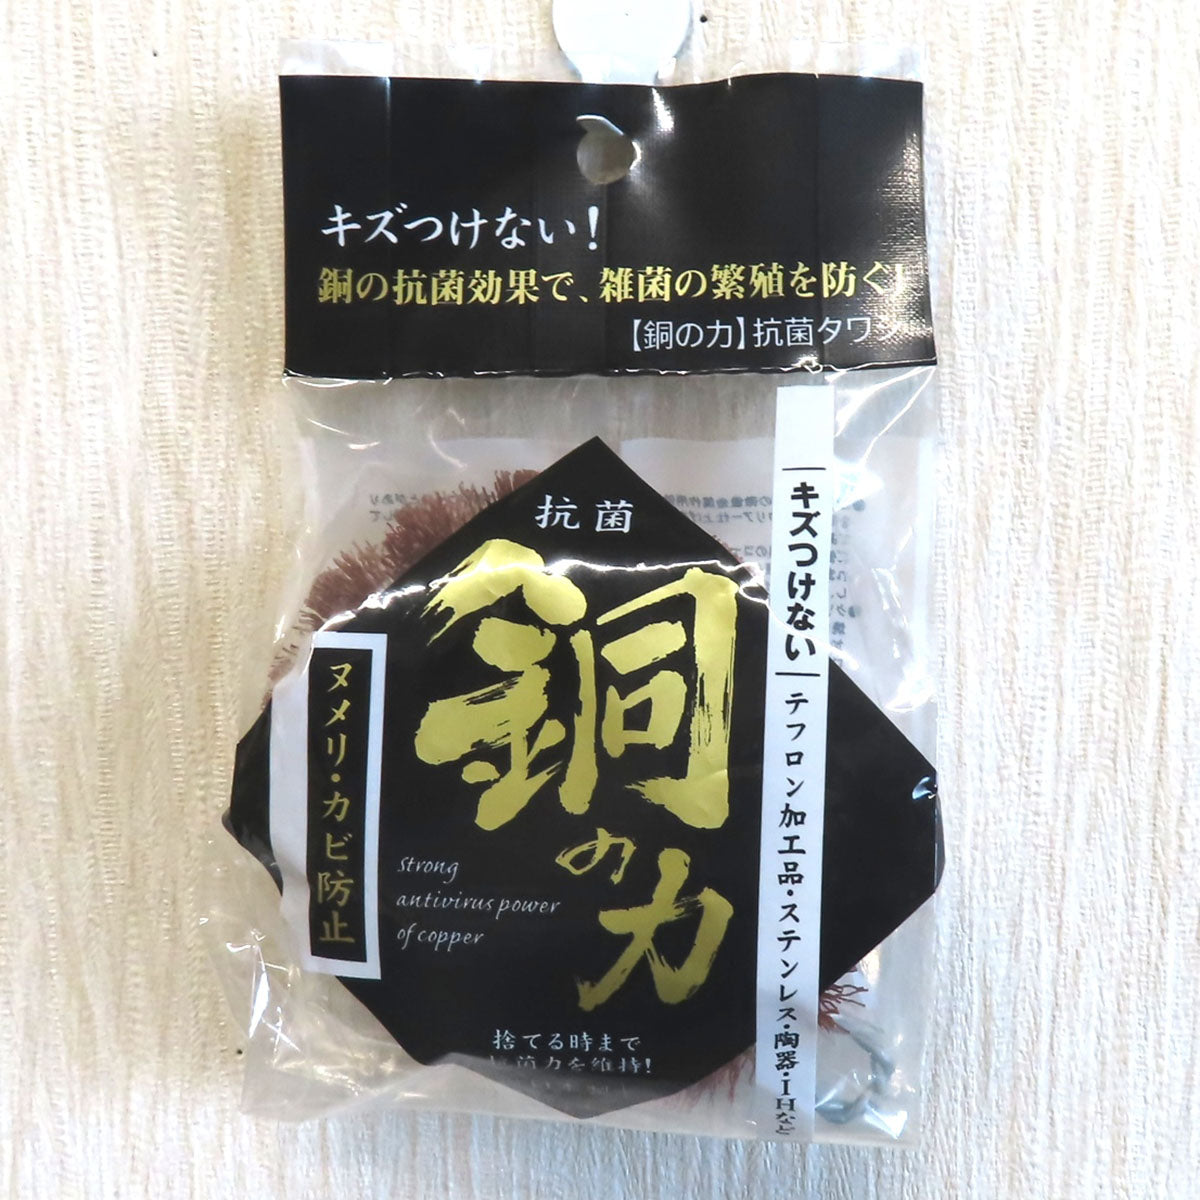 キズつけない!
銅の抗菌効果で、雑菌の繁殖を防ぐ!
【銅の力】抗菌タワシ
抗菌
銅の力
キズつけない
テフロン加工品・ステンレス・陶器・IHなど
ヌメリ・カビ防止
strong
antivirus power
of copper
捨てる時まで
抗菌力を維持!